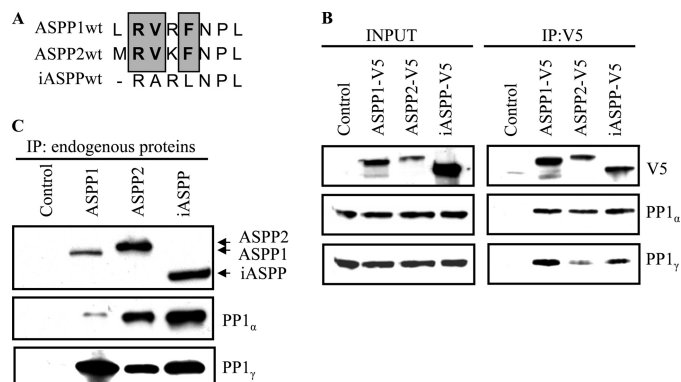 A
ASPP1wt L R V R F N P L
ASPP2wt M R V K F N P L
iASPPwt - R A R L N P L
B
INPUT
IP:V5
Control
ASPP1-V5
ASPP2-V5
iASPP-V5
Control
ASPP1-V5
ASPP2-V5
iASPP-V5
V5
PP1α
PP1γ
C
IP: endogenous proteins
Control
ASPP1
ASPP2
iASPP
ASPP2
ASPP1
iASPP
PP1α
PP1γ